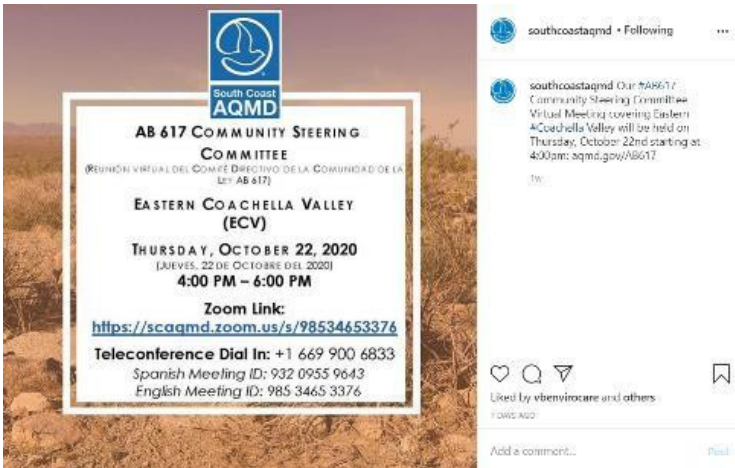 South Coast
AQMD
AB 617 COMMUNITY STEERING
COMMITTEE
(REUNIÓN VIRTUAL DEL COMITÉ DIRECTIVO DE LA COMUNIDAD DE LA
LEY AB 617)
EASTERN COACHELLA VALLEY
(ECV)
THURSDAY, OCTOBER 22, 2020
(JUEVES, 22 DE OCTOBRE DEL 2020)
4:00 PM – 6:00 PM
Zoom Link:
https://scaqmd.zoom.us/s/98534653376
Teleconference Dial In: +1 669 900 6833
Spanish Meeting ID: 932 0955 9643
English Meeting ID: 985 3465 3376
southcoastaqmd • Following
southcoastaqmd Our #AB617
Community Steering Committee
Virtual Meeting covering Eastern
#Coachella Valley will be held on
Thursday, October 22nd starting at
4:00pm: aqmd.gov/AB617
1w
Liked by vbenvirocare and others
DAYS AGO
Add a comment...
Post